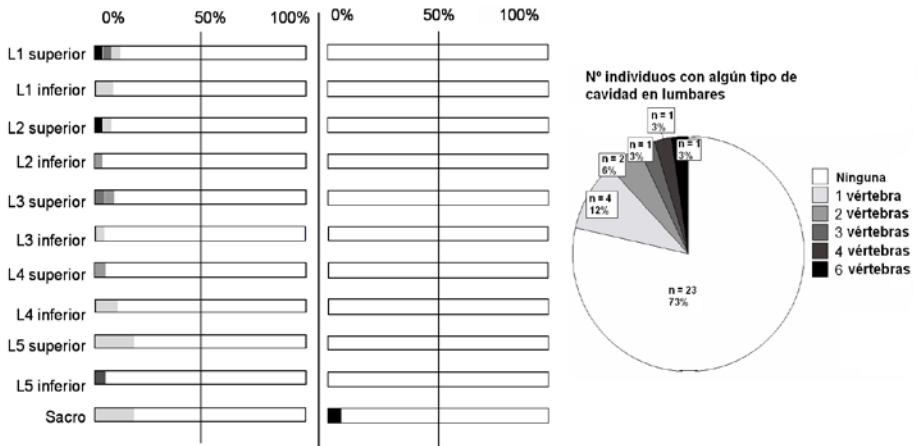 0% 50% 100% 0% 50% 100%
L1 superior
L1 inferior
L2 superior
L2 inferior
L3 superior
L3 inferior
L4 superior
L4 inferior
L5 superior
L5 inferior
Sacro
Nº individuos con algún tipo de
cavidad en lumbares
n = 1
3%
n = 1
3%
n = 1
3%
n = 2
6%
n = 4
12%
n = 23
73%
Ninguna
1 vértebra
2 vértebras
3 vértebras
4 vértebras
6 vértebras